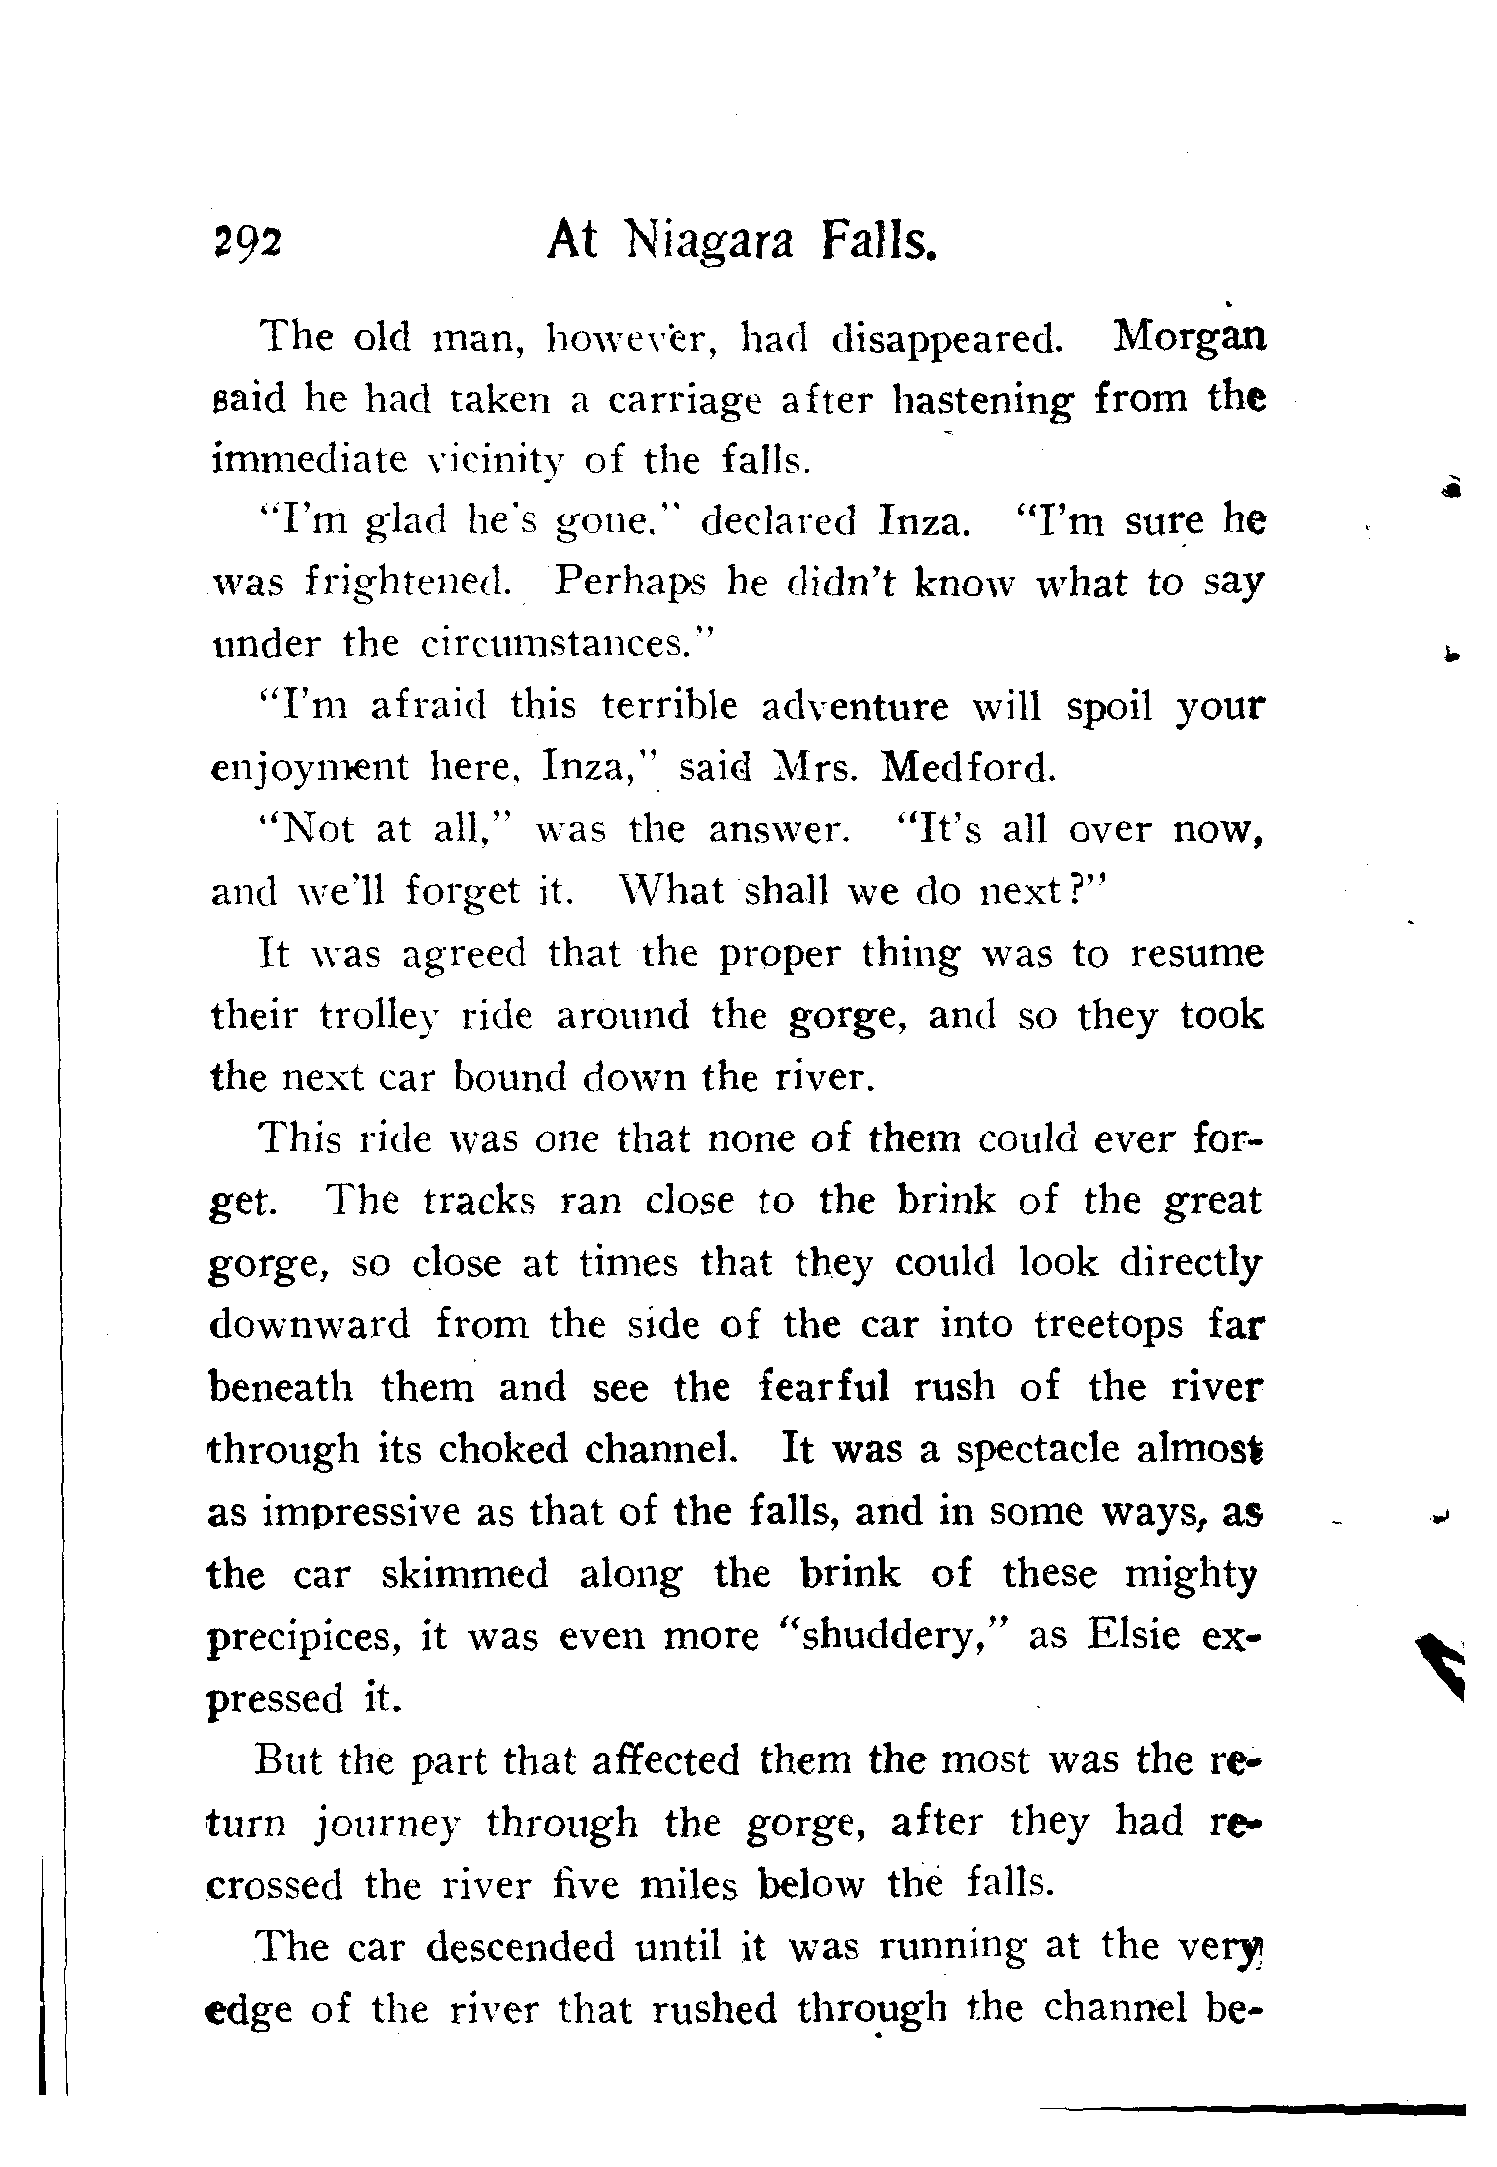 292 At Niagara Falls.
The old man, however, had disappeared. Morgan
said he had taken a carriage after hastening from the
immediate vicinity of the falls.
"I'm glad he's gone," declared Inza. "I'm sure he
was frightened. Perhaps he didn't know what to say
under the circumstances."
"I'm afraid this terrible adventure will spoil your
enjoyment here, Inza," said Mrs. Medford.
"Not at all," was the answer. "It's all over now,
and we'll forget it. What shall we do next?"
It was agreed that the proper thing was to resume
their trolley ride around the gorge, and so they took
the next car bound down the river.
This ride was one that none of them could ever for-
get. The tracks ran close to the brink of the great
gorge, so close at times that they could look directly
downward from the side of the car into treetops far
beneath them and see the fearful rush of the river
through its choked channel. It was a spectacle almost
as impressive as that of the falls, and in some ways, as
the car skimmed along the brink of these mighty
precipices, it was even more "shuddery," as Elsie ex-
pressed it.
But the part that affected them the most was the re-
turn journey through the gorge, after they had re-
crossed the river five miles below the falls.
The car descended until it was running at the very
edge of the river that rushed through the channel be-